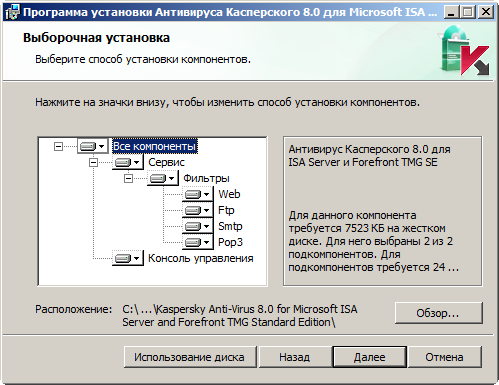 Программа установки Антивируса Касперского 8.0 для Microsoft ISA ...
Выборочная установка
Выберите способ установки компонентов.
Нажмите на значки внизу, чтобы изменить способ установки компонентов.
Все компоненты
Сервис
Фильтры
Web
Ftp
Smtp
Pop3
Консоль управления
Антивирус Касперского 8.0 для
ISA Server и Forefront TMG SE
Для данного компонента
требуется 7523 КБ на жестком
диске. Для него выбраны 2 из 2
подкомпонентов. Для
подкомпонентов требуется 24 ...
Расположение: C:\ ...\Kaspersky Anti-Virus 8.0 for Microsoft ISA
Server and Forefront TMG Standard Edition\
Обзор...
Использование диска
Назад
Далее
Отмена